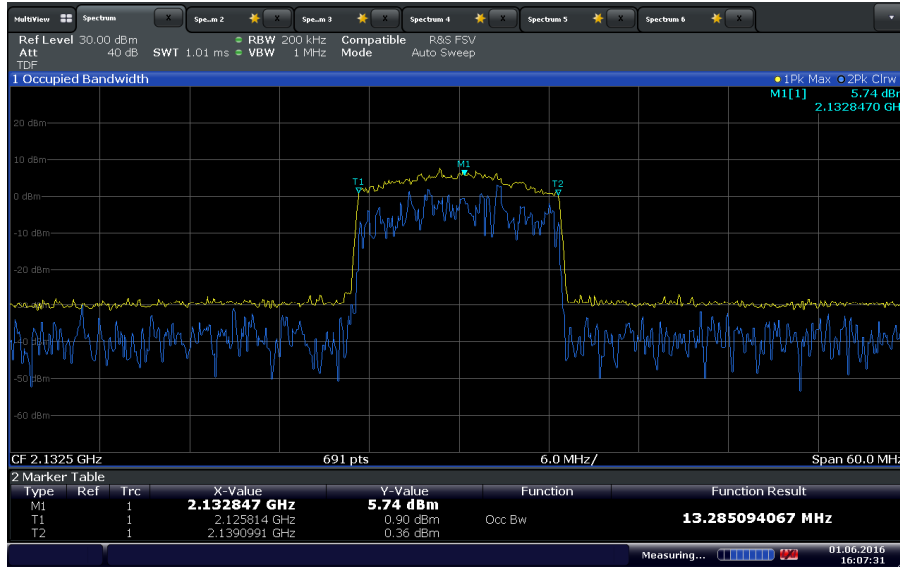 MultiView Spectrum X Spe..m 2 X Spe..m 3 X Spectrum 4 X Spectrum 5 X Spectrum 6 X
Ref Level 30.00 dBm RBW 200 kHz Compatible R&S FSV
Att 40 dB SWT 1.01 ms VBW 1 MHz Mode Auto Sweep
TDF
1 Occupied Bandwidth 1Pk Max 2Pk Clrw
M1[1] 5.74 dBm
2.1328470 GH
20 dBm
10 dBm
M1
T1 T2
0 dBm
-10 dBm
-20 dBm
-40 dBm
-50 dBm
-60 dBm
CF 2.1325 GHz 691 pts 6.0 MHz/ Span 60.0 MHz
2 Marker Table
Type Ref Trc X-Value Y-Value Function Function Result
M1 1 2.132847 GHz 5.74 dBm
T1 1 2.125814 GHz 0.90 dBm Occ Bw 13.285094067 MHz
T2 1 2.1390991 GHz 0.36 dBm
Measuring... 01.06.2016
16:07:31